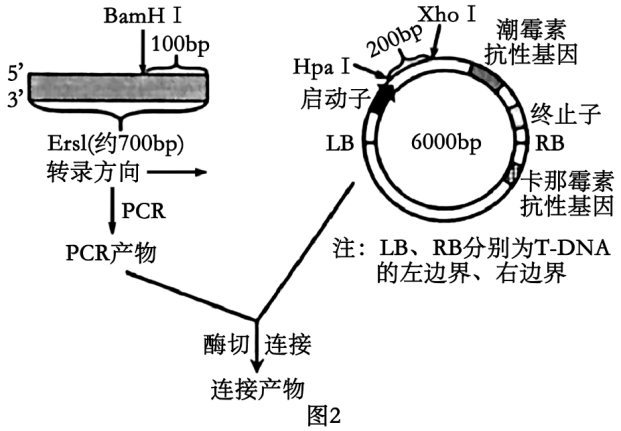 BamH I
100bp
5'
3'
Ersl(约700bp)
转录方向
PCR
PCR产物
Xho I
200bp
Hpa I
启动子
潮霉素
抗性基因
终止子
LB
6000bp
RB
卡那霉素
抗性基因
注：LB、RB分别为T-DNA
的左边界、右边界
酶切 连接
连接产物
图2